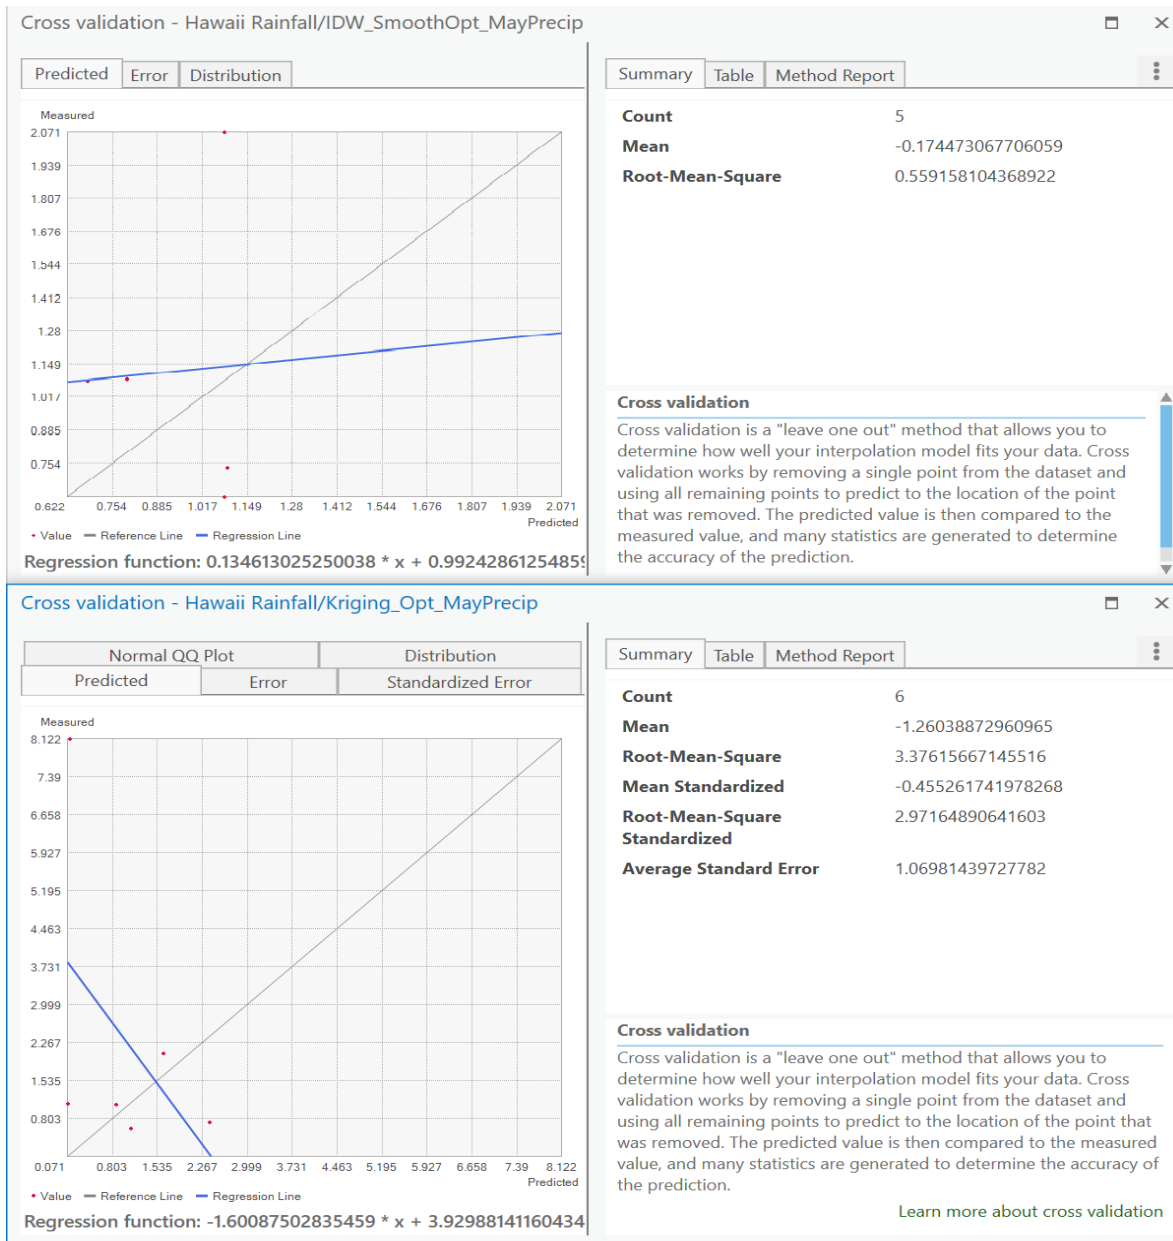 Cross validation - Hawaii Rainfall/IDW_SmoothOpt_MayPrecip
Predicted
Error
Distribution
Measured
2.071
1.939
1.807
1.676
1.544
1.412
1.28
1.149
1.017
0.885
0.754
0.622 0.754 0.885 1.017 1.149 1.28 1.412 1.544 1.676 1.807 1.939 2.071
Predicted
Value Reference Line Regression Line
Regression function: 0.134613025250038 * x + 0.99242861254859
Summary
Table
Method Report
Count 5
Mean -0.174473067706059
Root-Mean-Square 0.559158104368922
Cross validation
Cross validation is a "leave one out" method that allows you to
determine how well your interpolation model fits your data. Cross
validation works by removing a single point from the dataset and
using all remaining points to predict to the location of the point
that was removed. The predicted value is then compared to the
measured value, and many statistics are generated to determine
the accuracy of the prediction.
Cross validation - Hawaii Rainfall/Kriging_Opt_MayPrecip
Normal QQ Plot
Distribution
Predicted
Error
Standardized Error
Measured
8.122
7.39
6.658
5.927
5.195
4.463
3.731
2.999
2.267
1.535
0.803
0.071 0.803 1.535 2.267 2.999 3.731 4.463 5.195 5.927 6.658 7.39 8.122
Predicted
Value Reference Line Regression Line
Regression function: -1.60087502835459 * x + 3.92988141160434
Summary
Table
Method Report
Count 6
Mean -1.26038872960965
Root-Mean-Square 3.37615667145516
Mean Standardized -0.455261741978268
Root-Mean-Square 2.97164890641603
Standardized
Average Standard Error 1.06981439727782
Cross validation
Cross validation is a "leave one out" method that allows you to
determine how well your interpolation model fits your data. Cross
validation works by removing a single point from the dataset and
using all remaining points to predict to the location of the point that
was removed. The predicted value is then compared to the measured
value, and many statistics are generated to determine the accuracy of
the prediction.
Learn more about cross validation